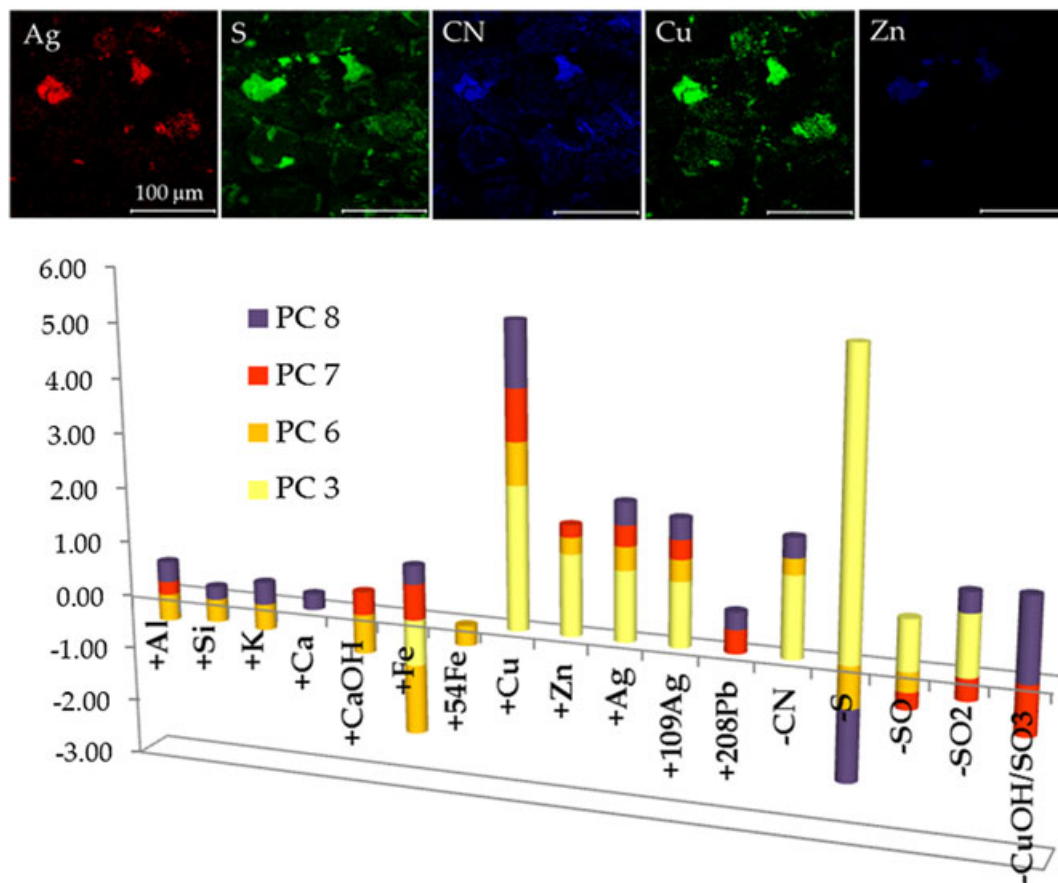 Ag S CN Cu Zn
100 μm
6.00
5.00
4.00
3.00
2.00
1.00
0.00
-1.00
-2.00
-3.00
PC 8
PC 7
PC 6
PC 3
+Al
+Si
+K
+Ca
+CaOH
+Fe
+54Fe
+Cu
+Zn
+Ag
+109Ag
+208Pb
-CN
-S
-SO
-SO2
-CuOH/SO3